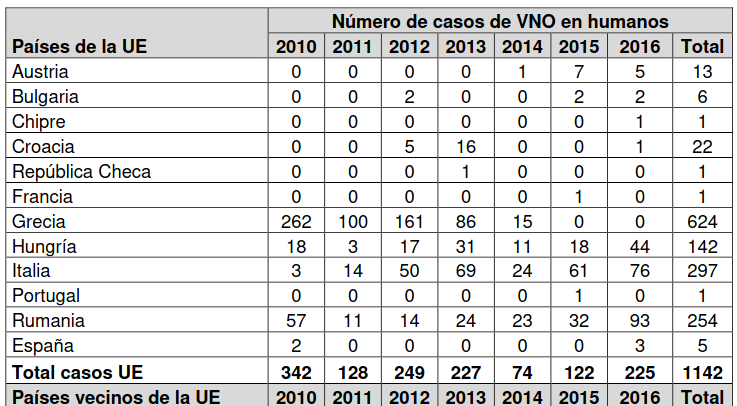 Número de casos de VNO en humanos
Países de la UE 2010 2011 2012 2013 2014 2015 2016 Total
Austria 0 0 0 0 1 7 5 13
Bulgaria 0 0 2 0 0 2 2 6
Chipre 0 0 0 0 0 0 1 1
Croacia 0 0 5 16 0 0 1 22
República Checa 0 0 0 1 0 0 0 1
Francia 0 0 0 0 0 1 0 1
Grecia 262 100 161 86 15 0 0 624
Hungría 18 3 17 31 11 18 44 142
Italia 3 14 50 69 24 61 76 297
Portugal 0 0 0 0 0 1 0 1
Rumania 57 11 14 24 23 32 93 254
España 2 0 0 0 0 0 3 5
Total casos UE 342 128 249 227 74 122 225 1142
Países vecinos de la UE 2010 2011 2012 2013 2014 2015 2016 Total